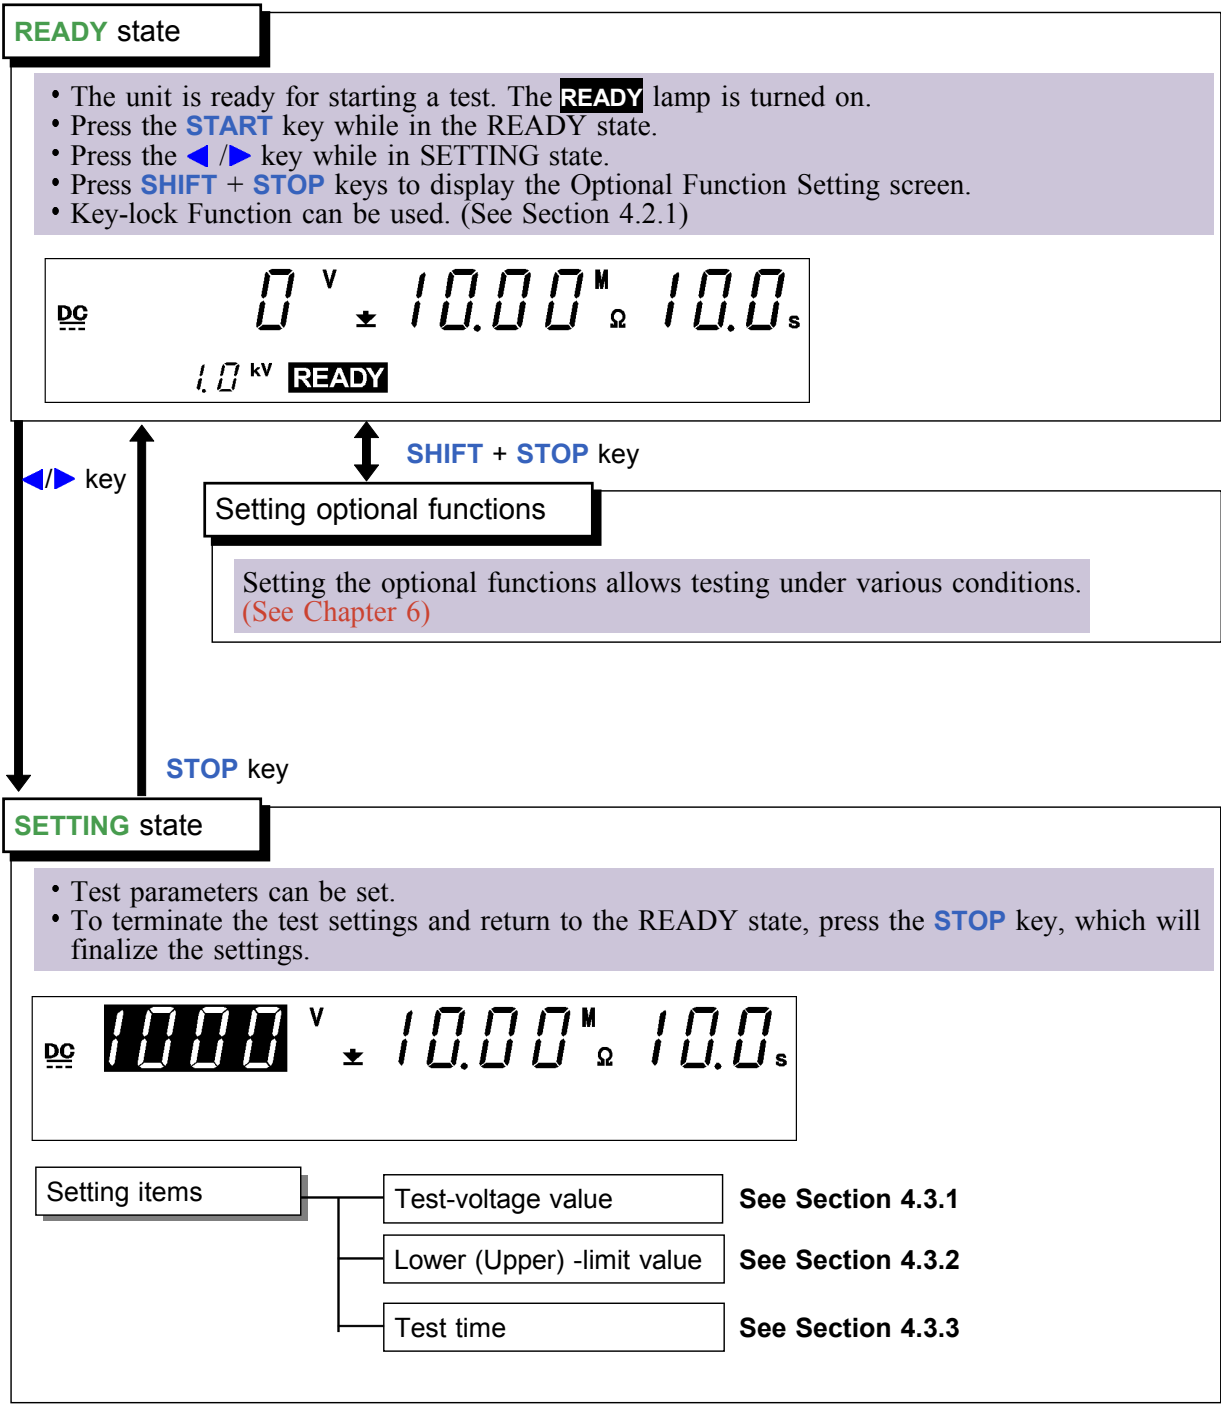 READY state
• The unit is ready for starting a test. The READY lamp is turned on.
• Press the START key while in the READY state.
• Press the ◀ /▶ key while in SETTING state.
• Press SHIFT + STOP keys to display the Optional Function Setting screen.
• Key-lock Function can be used. (See Section 4.2.1)
DC 0 V 10.00 MΩ 10.0 s
1.0 kV READY
SHIFT + STOP key
◀/▶ key
Setting optional functions
Setting the optional functions allows testing under various conditions.
(See Chapter 6)
STOP key
SETTING state
• Test parameters can be set.
• To terminate the test settings and return to the READY state, press the STOP key, which will
finalize the settings.
DC 1000 V 10.00 MΩ 10.0 s
Setting items
Test-voltage value See Section 4.3.1
Lower (Upper) -limit value See Section 4.3.2
Test time See Section 4.3.3